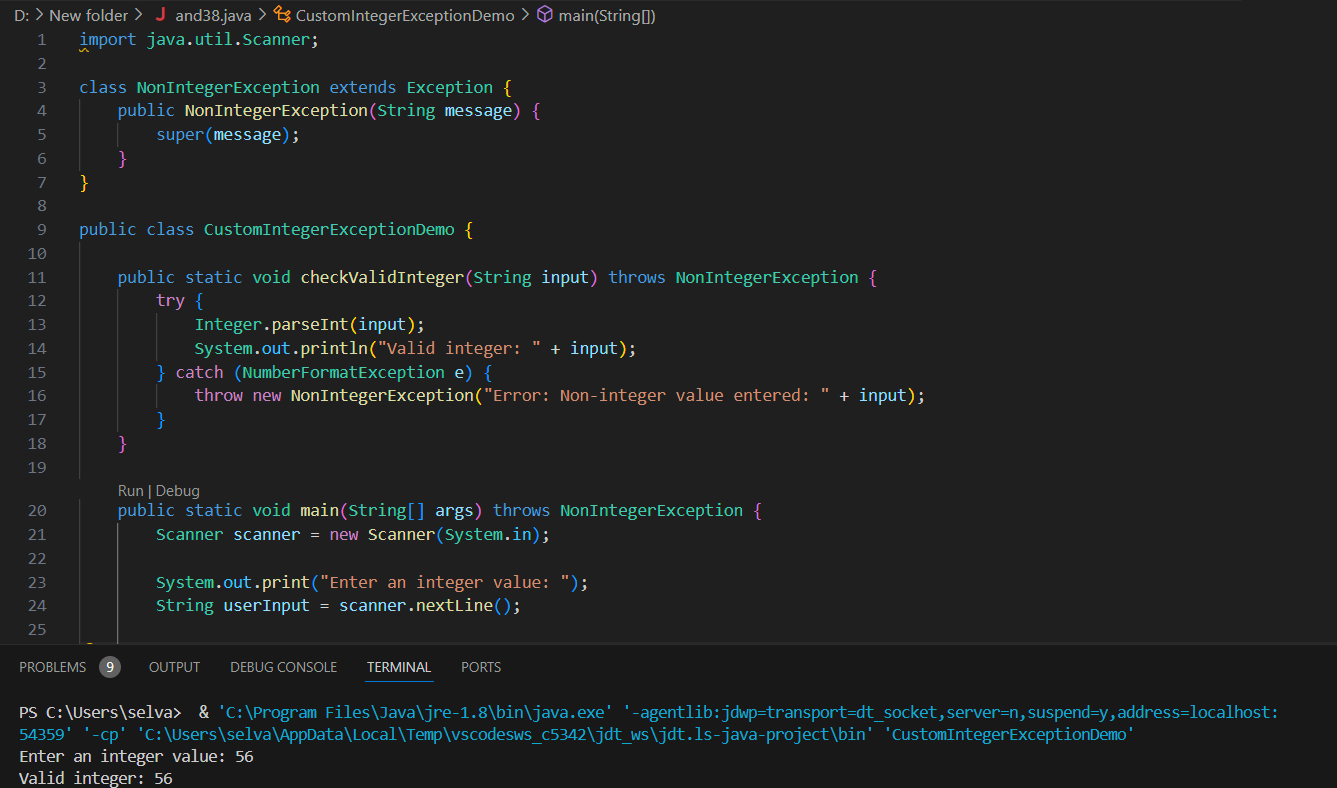 D: > New folder > J and38.java > CustomIntegerExceptionDemo > main(String[])
1 import java.util.Scanner;
2
3 class NonIntegerException extends Exception {
4     public NonIntegerException(String message) {
5         super(message);
6     }
7 }
8
9 public class CustomIntegerExceptionDemo {
10
11     public static void checkValidInteger(String input) throws NonIntegerException {
12         try {
13             Integer.parseInt(input);
14             System.out.println("Valid integer: " + input);
15         } catch (NumberFormatException e) {
16             throw new NonIntegerException("Error: Non-integer value entered: " + input);
17         }
18     }
19
Run | Debug
20     public static void main(String[] args) throws NonIntegerException {
21         Scanner scanner = new Scanner(System.in);
22
23         System.out.print("Enter an integer value: ");
24         String userInput = scanner.nextLine();
25
PROBLEMS 9 OUTPUT DEBUG CONSOLE TERMINAL PORTS
PS C:\Users\selva>  & 'C:\Program Files\Java\jre-1.8\bin\java.exe' '-agentlib:jdwp=transport=dt_socket,server=n,suspend=y,address=localhost:
54359' '-cp' 'C:\Users\selva\AppData\Local\Temp\vscodesws_c5342\jdt_ws\jdt.ls-java-project\bin' 'CustomIntegerExceptionDemo'
Enter an integer value: 56
Valid integer: 56